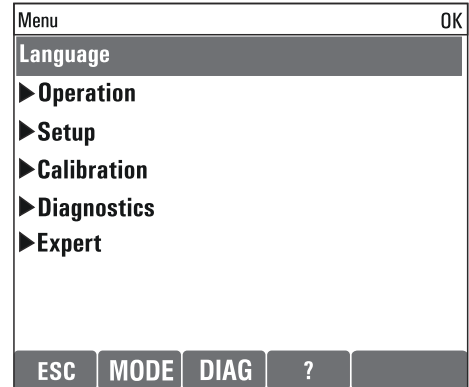 Menu OK
Language
▶Operation
▶Setup
▶Calibration
▶Diagnostics
▶Expert
ESC MODE DIAG ?